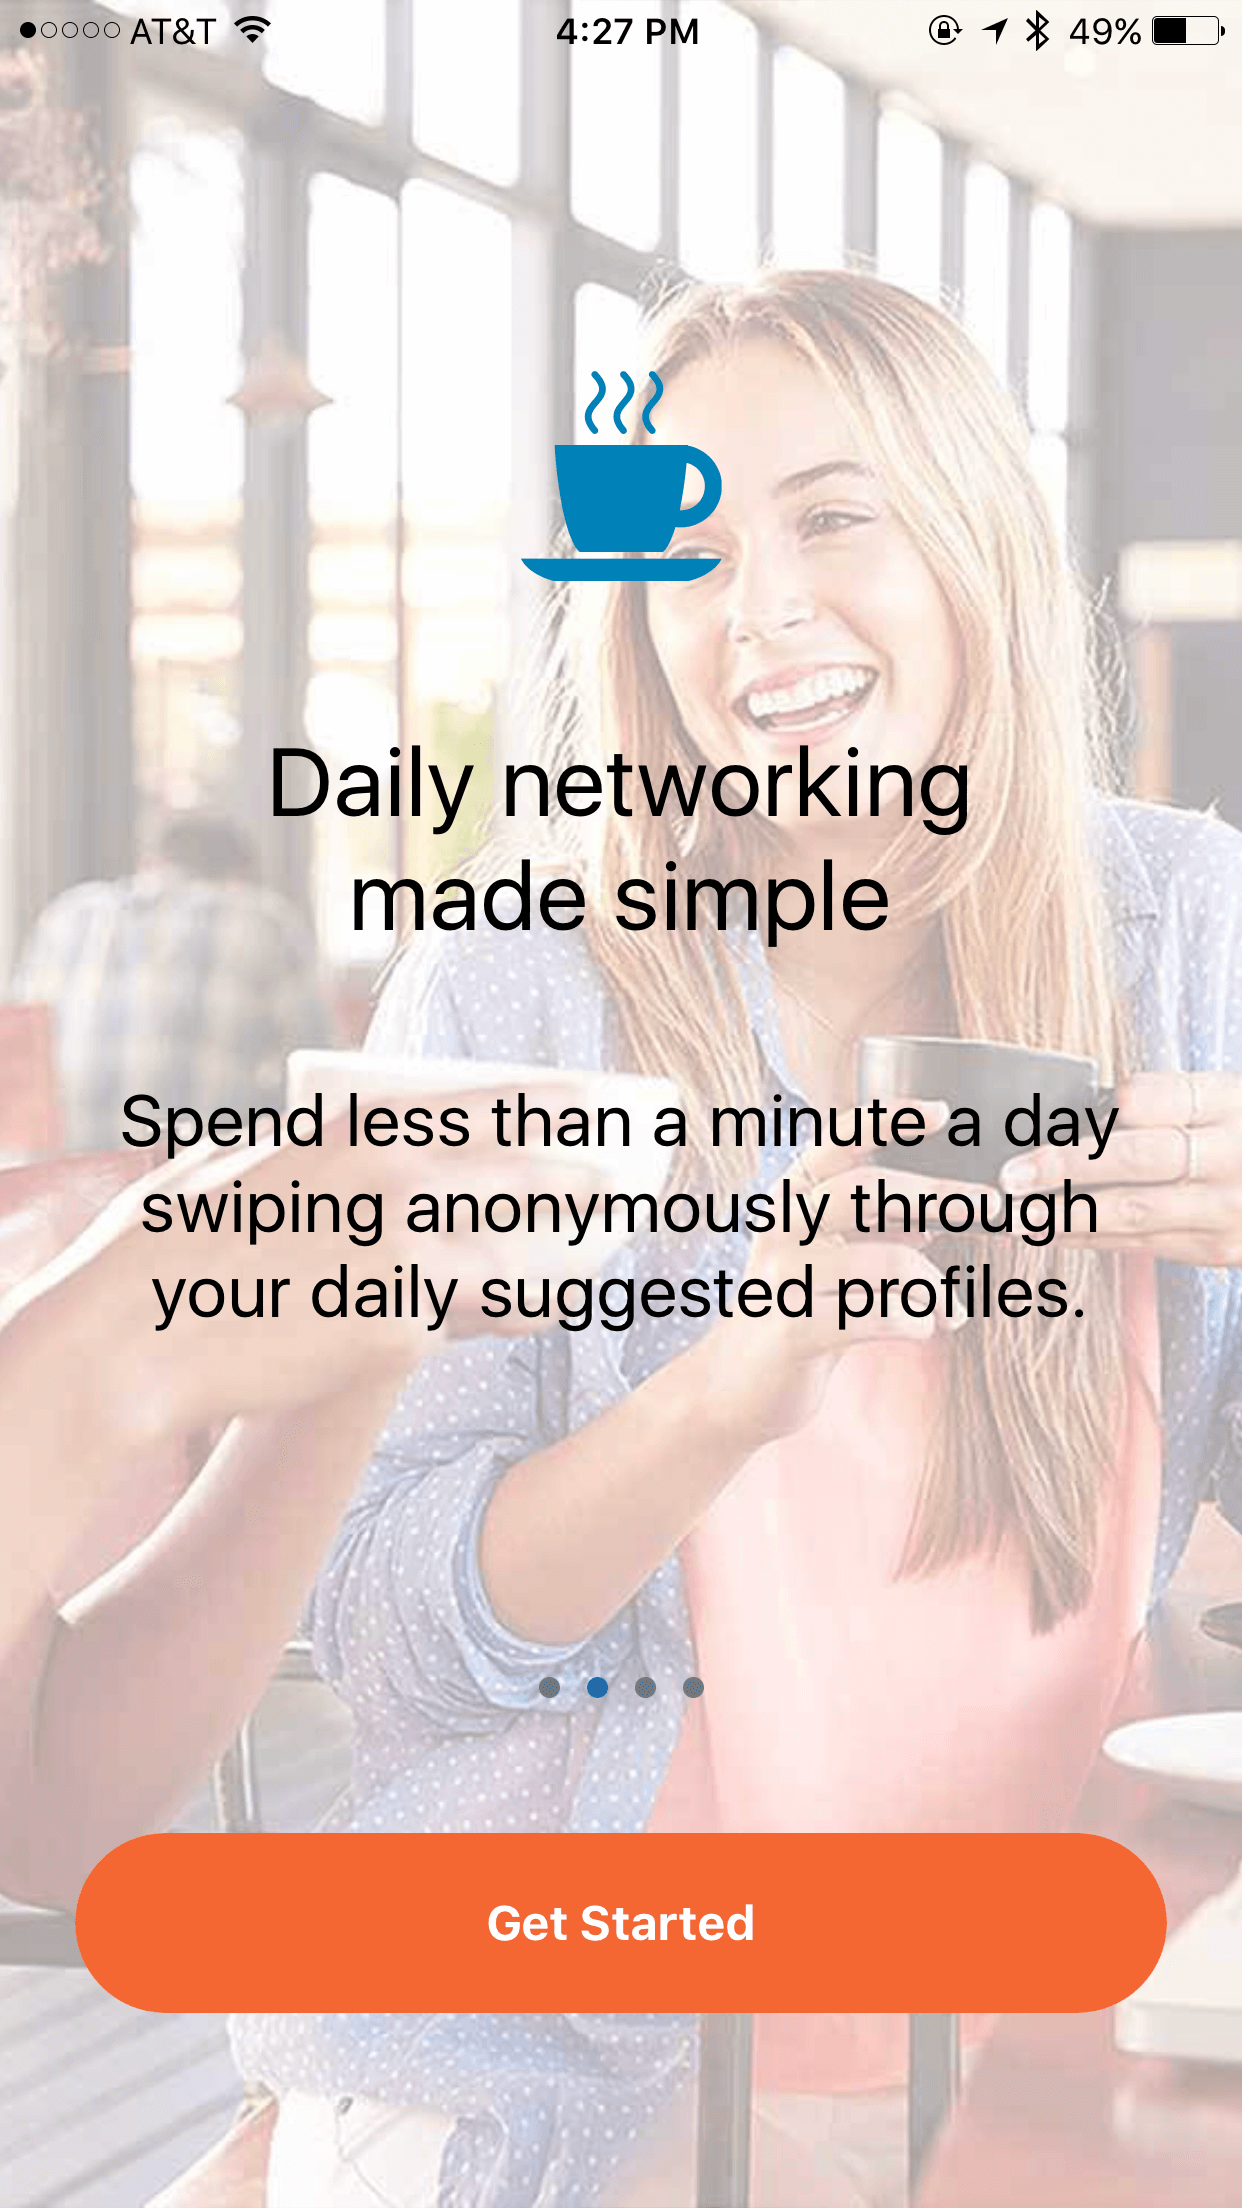 AT&T 4:27 PM 49%
Daily networking
made simple
Spend less than a minute a day
swiping anonymously through
your daily suggested profiles.
Get Started